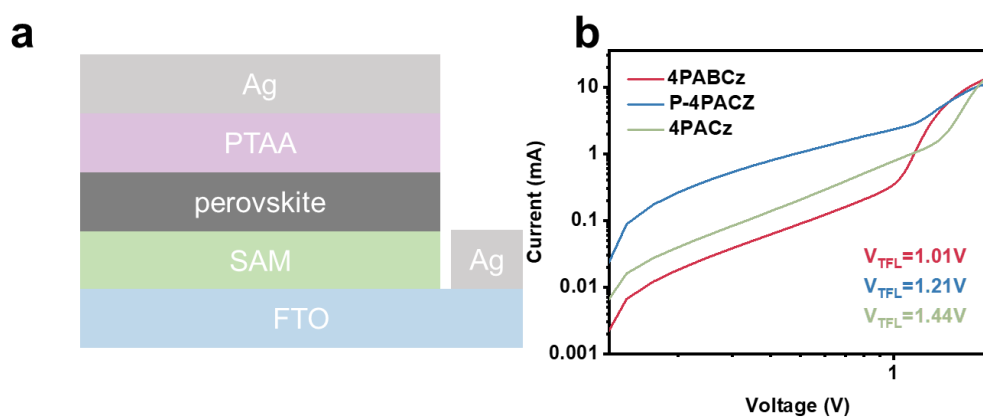 a
Ag
PTAA
perovskite
SAM
Ag
FTO
b
4PABCz
P-4PACZ
4PACz
10
1
0.1
0.01
0.001
Current (mA)
V_TFL=1.01V
V_TFL=1.21V
V_TFL=1.44V
1
Voltage (V)